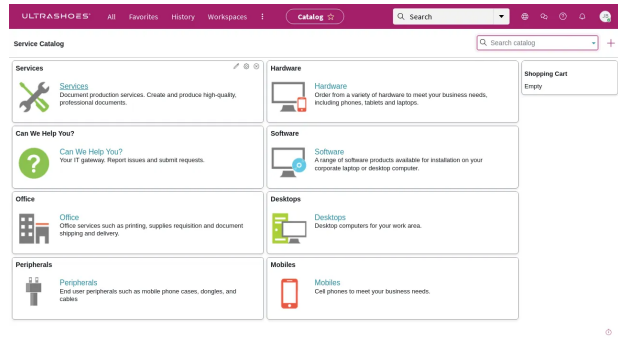 ULTRASHOES All Favorites History Workspaces Catalog Search
Service Catalog
Search catalog
Services
Services
Document production services. Create and produce high-quality,
professional documents.
Hardware
Hardware
Order from a variety of hardware to meet your business needs,
including phones, tablets and laptops.
Shopping Cart
Empty
Can We Help You?
Can We Help You?
Your IT gateway. Report issues and submit requests.
Software
Software
A range of software products available for installation on your
corporate laptop or desktop computer.
Office
Office
Office services such as printing, supplies requisition and document
shipping and delivery.
Desktops
Desktops
Desktop computers for your work area.
Peripherals
Peripherals
End user peripherals such as mobile phone cases, dongles, and
cables
Mobiles
Mobiles
Cell phones to meet your business needs.